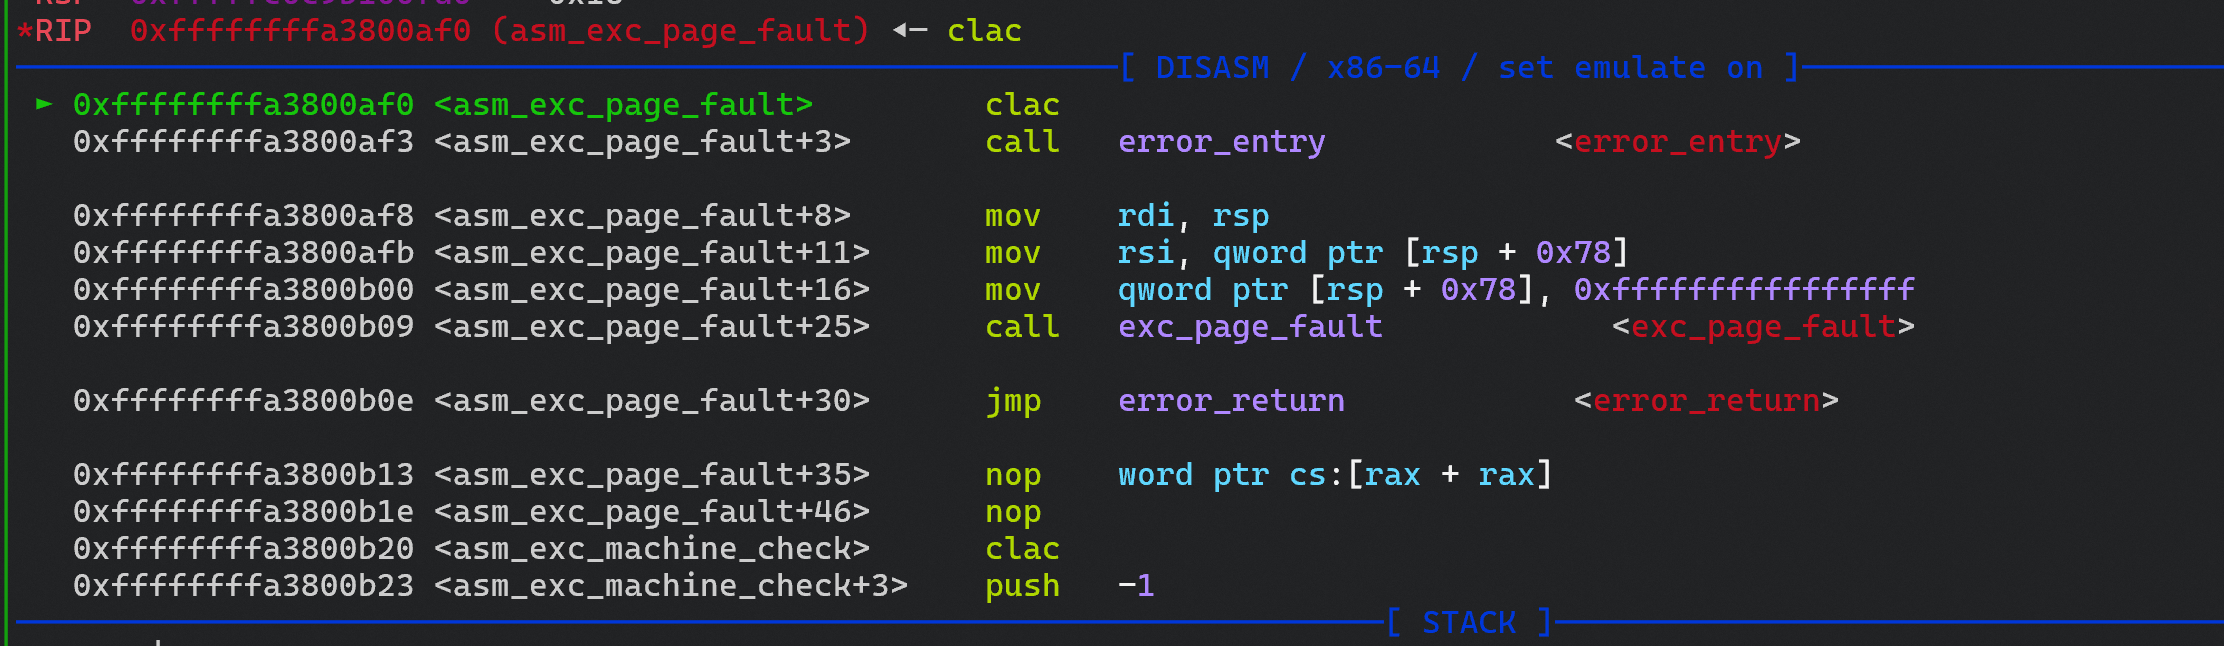 *RIP 0xffffffffa3800af0 (asm_exc_page_fault) ◂— clac
[ DISASM / x86-64 / set emulate on ]
► 0xffffffffa3800af0 <asm_exc_page_fault> clac
0xffffffffa3800af3 <asm_exc_page_fault+3> call error_entry <error_entry>
0xffffffffa3800af8 <asm_exc_page_fault+8> mov rdi, rsp
0xffffffffa3800afb <asm_exc_page_fault+11> mov rsi, qword ptr [rsp + 0x78]
0xffffffffa3800b00 <asm_exc_page_fault+16> mov qword ptr [rsp + 0x78], 0xffffffffffffffff
0xffffffffa3800b09 <asm_exc_page_fault+25> call exc_page_fault <exc_page_fault>
0xffffffffa3800b0e <asm_exc_page_fault+30> jmp error_return <error_return>
0xffffffffa3800b13 <asm_exc_page_fault+35> nop word ptr cs:[rax + rax]
0xffffffffa3800b1e <asm_exc_page_fault+46> nop
0xffffffffa3800b20 <asm_exc_machine_check> clac
0xffffffffa3800b23 <asm_exc_machine_check+3> push -1
[ STACK ]